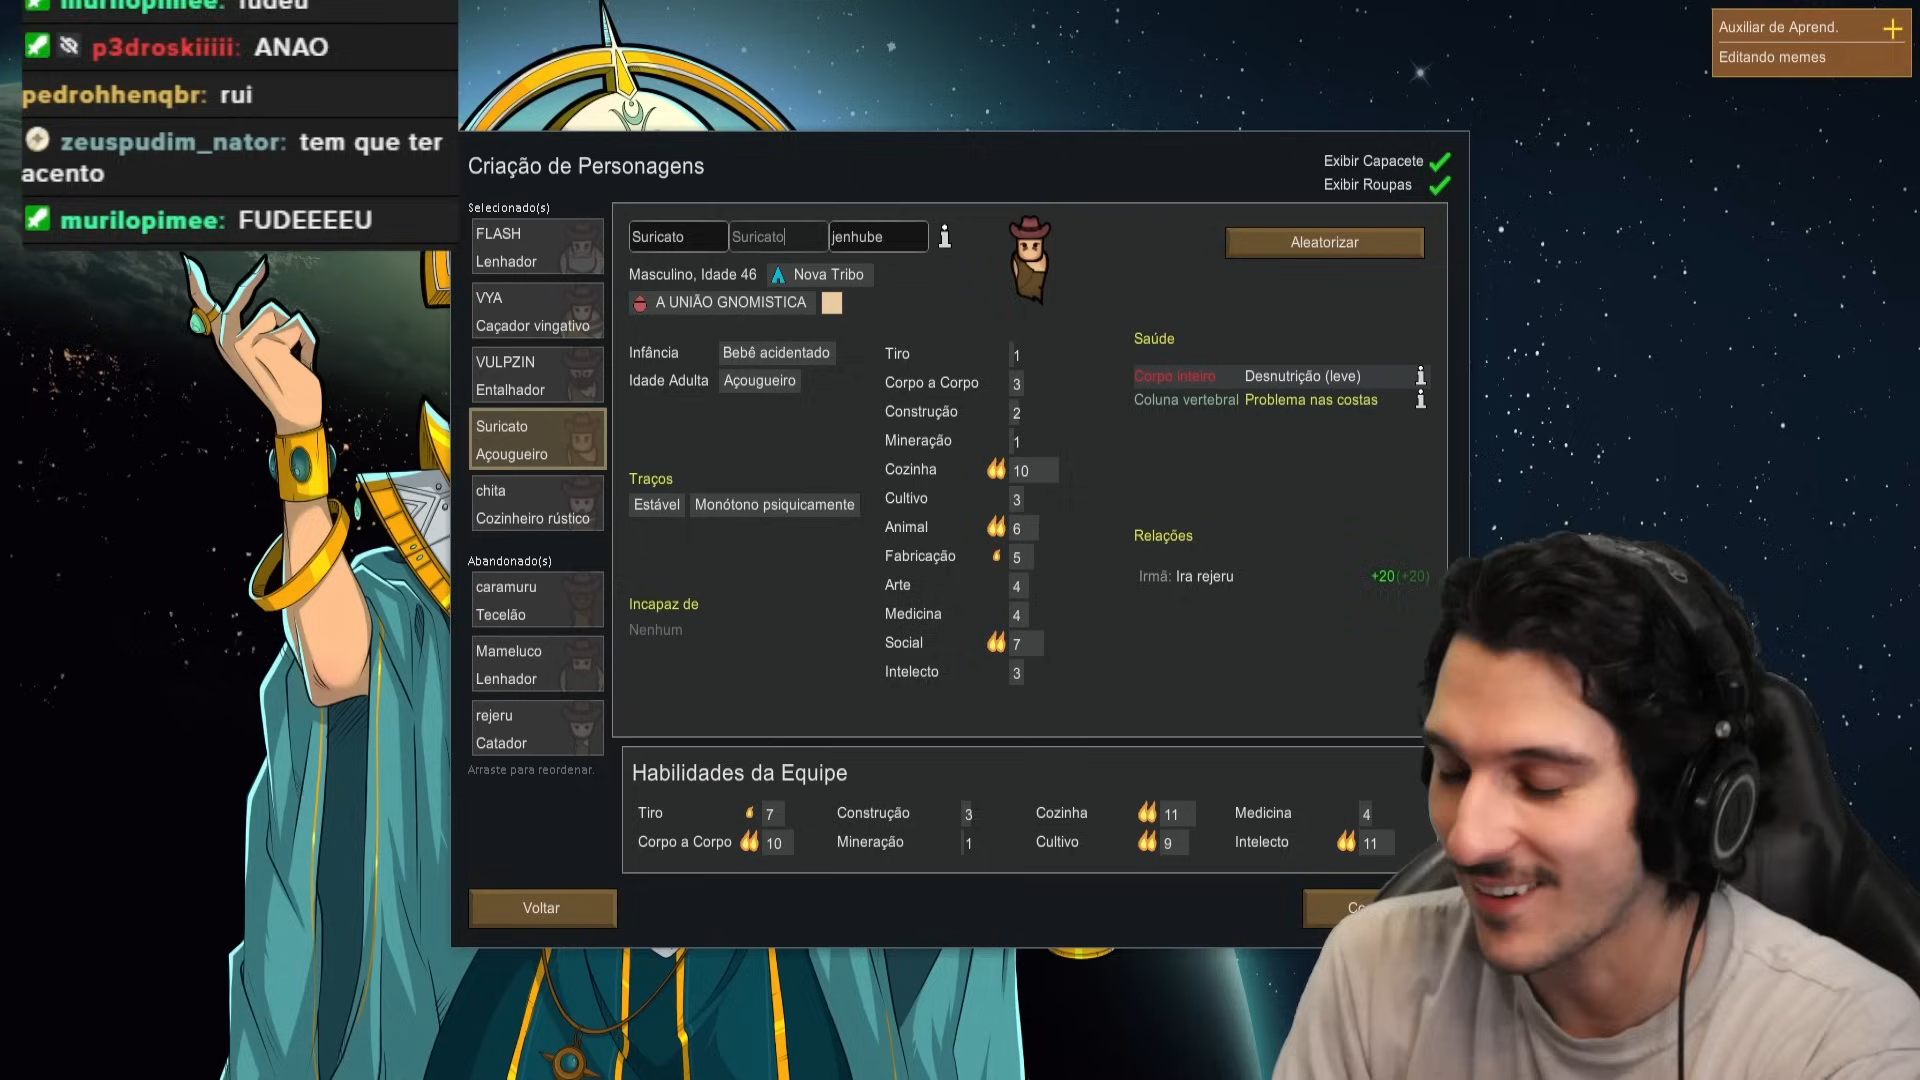 murilopimee: fudeu
p3droskiiiii: ANAO
pedrohhenqbr: rui
zeuspudim_nator: tem que ter
acento
murilopimee: FUDEEEEU
Auxiliar de Aprend.
Editando memes
Criação de Personagens
Exibir Capacete
Exibir Roupas
Selecionado(s)
FLASH
Lenhador
VYA
Caçador vingativo
VULPZIN
Entalhador
Suricato
Açougueiro
chita
Cozinheiro rústico
Abandonado(s)
caramuru
Tecelão
Mameluco
Lenhador
rejeru
Catador
Arraste para reordenar.
Suricato Suricato jenhube
Aleatorizar
Masculino, Idade 46 Nova Tribo
A UNIÃO GNOMISTICA
Infância Bebê acidentado
Idade Adulta Açougueiro
Traços
Estável Monótono psiquicamente
Incapaz de
Nenhum
Tiro 1
Corpo a Corpo 3
Construção 2
Mineração 1
Cozinha 10
Cultivo 3
Animal 6
Fabricação 5
Arte 4
Medicina 4
Social 7
Intelecto 3
Saúde
Corpo inteiro Desnutrição (leve)
Coluna vertebral Problema nas costas
Relações
Irmã: Ira rejeru +20(+20)
Habilidades da Equipe
Tiro 7 Construção 3 Cozinha 11 Medicina 4
Corpo a Corpo 10 Mineração 1 Cultivo 9 Intelecto 11
Voltar